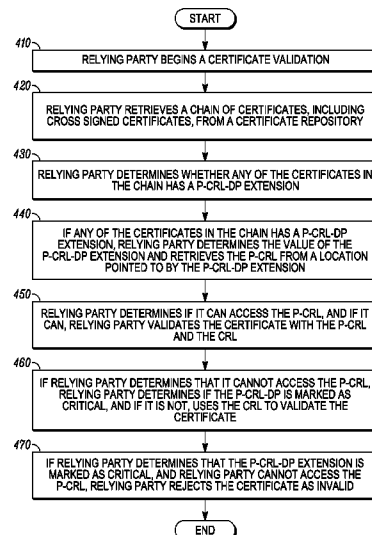 START
410
RELYING PARTY BEGINS A CERTIFICATE VALIDATION
420
RELYING PARTY RETRIEVES A CHAIN OF CERTIFICATES, INCLUDING
CROSS SIGNED CERTIFICATES, FROM A CERTIFICATE REPOSITORY
430
RELYING PARTY DETERMINES WHETHER ANY OF THE CERTIFICATES IN
THE CHAIN HAS A P-CRL-DP EXTENSION
440
IF ANY OF THE CERTIFICATES IN THE CHAIN HAS A P-CRL-DP
EXTENSION, RELYING PARTY DETERMINES THE VALUE OF THE
P-CRL-DP EXTENSION AND RETRIEVES THE P-CRL FROM A LOCATION
POINTED TO BY THE P-CRL-DP EXTENSION
450
RELYING PARTY DETERMINES IF IT CAN ACCESS THE P-CRL, AND IF IT
CAN, RELYING PARTY VALIDATES THE CERTIFICATE WITH THE P-CRL
AND THE CRL
460
IF RELYING PARTY DETERMINES THAT IT CANNOT ACCESS THE P-CRL,
RELYING PARTY DETERMINES IF THE P-CRL-DP IS MARKED AS
CRITICAL, AND IF IT IS NOT, USES THE CRL TO VALIDATE THE
CERTIFICATE
470
IF RELYING PARTY DETERMINES THAT THE P-CRL-DP EXTENSION IS
MARKED AS CRITICAL, AND RELYING PARTY CANNOT ACCESS THE
P-CRL, RELYING PARTY REJECTS THE CERTIFICATE AS INVALID
END